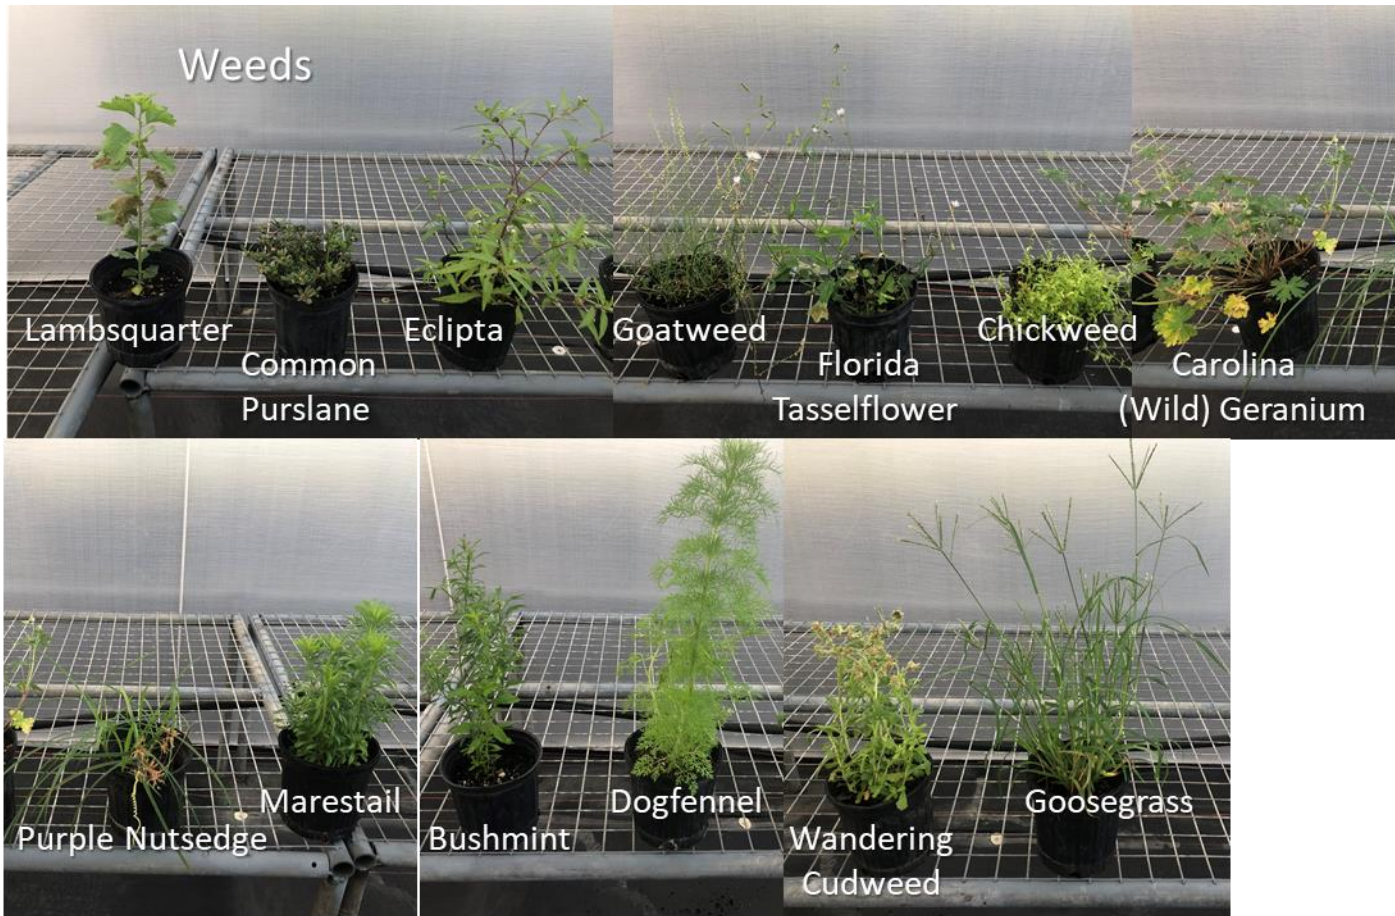 Weeds
Lambsquarter
Common
Purslane
Eclipta
Goatweed
Florida
Tasselflower
Chickweed
Carolina
(Wild) Geranium
Purple Nutsedge
Marestail
Bushmint
Dogfennel
Wandering
Cudweed
Goosegrass